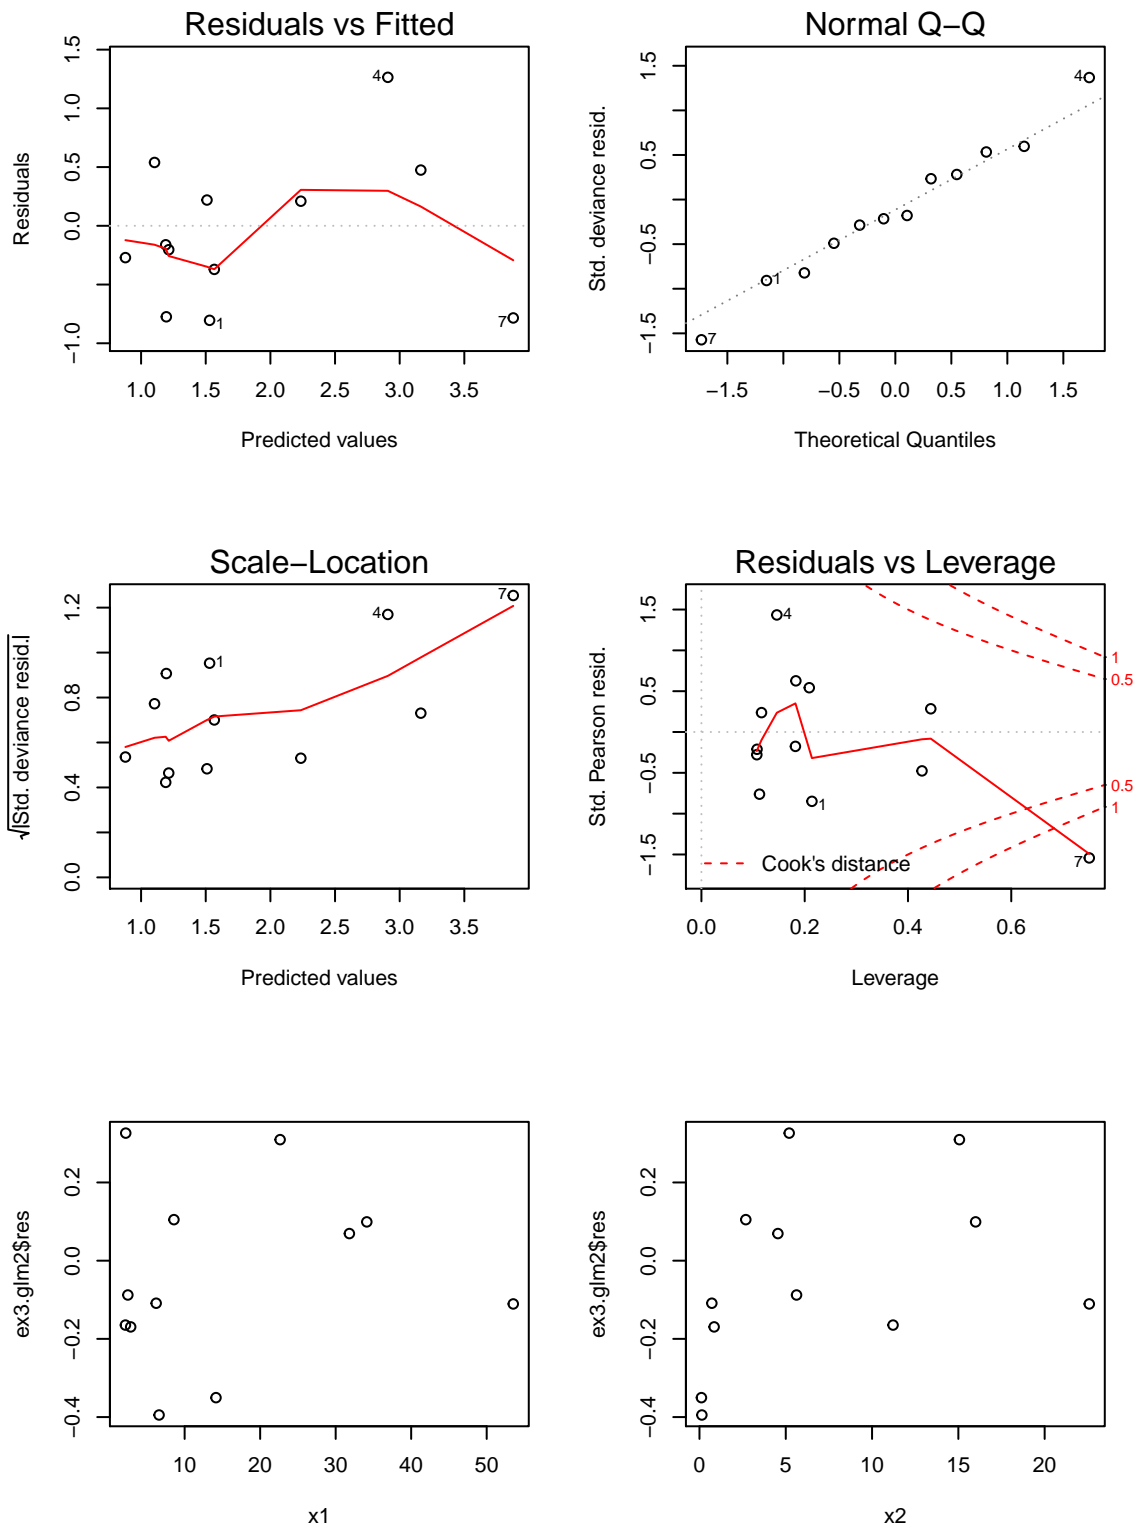 Residuals vs Fitted
Residuals
−1.0 0.0 0.5 1.0 1.5
4
1
7
1.0 1.5 2.0 2.5 3.0 3.5
Predicted values
Normal Q−Q
Std. deviance resid.
−1.5 −0.5 0.5 1.5
4
1
7
−1.5 −0.5 0.0 0.5 1.0 1.5
Theoretical Quantiles
Scale−Location
√|Std. deviance resid.|
0.0 0.4 0.8 1.2
7
4
1
1.0 1.5 2.0 2.5 3.0 3.5
Predicted values
Residuals vs Leverage
Std. Pearson resid.
−1.5 −0.5 0.5 1.5
4
1
7
1
0.5
0.5
1
Cook's distance
0.0 0.2 0.4 0.6
Leverage
ex3.glm2$res
−0.4 −0.2 0.0 0.2
10 20 30 40 50
x1
ex3.glm2$res
−0.4 −0.2 0.0 0.2
0 5 10 15 20
x2